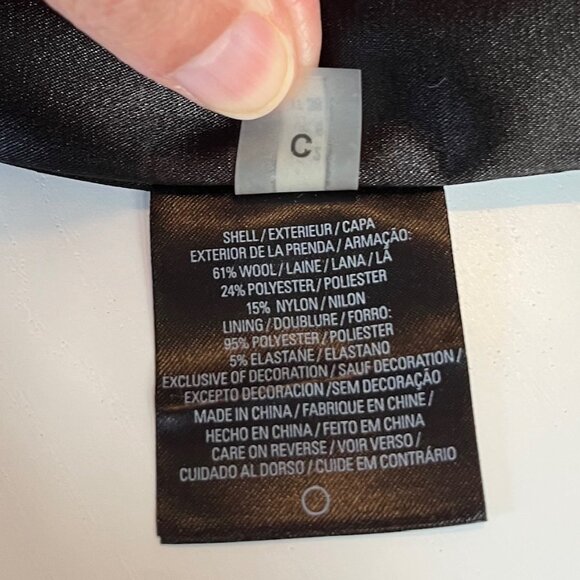 C
SHELL / EXTERIEUR / CAPA
EXTERIOR DE LA PRENDA / ARMAÇÃO:
61% WOOL / LAINE / LANA / LÃ
24% POLYESTER / POLIESTER
15% NYLON / NILON
LINING / DOUBLURE / FORRO:
95% POLYESTER / POLIESTER
5% ELASTANE / ELASTANO
EXCLUSIVE OF DECORATION / SAUF DECORATION /
EXCEPTO DECORACION / SEM DECORAÇÃO
MADE IN CHINA / FABRIQUE EN CHINE /
HECHO EN CHINA / FEITO EM CHINA
CARE ON REVERSE / VOIR VERSO /
CUIDADO AL DORSO / CUIDE EM CONTRÁRIO